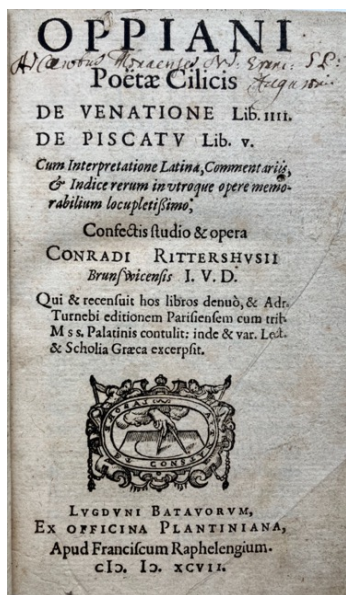 OPPIANI
Poëtæ Cilicis
DE VENATIONE Lib. IIII.
DE PISCATV Lib. v.
Cum Interpretatione Latina, Commentariis,
& Indice rerum in vtroque opere memo-
rabilium locupletißimo,
Confectis ſtudio & opera
CONRADI RITTERSHVSII
Brunſwicenſis I. V. D.
Qui & recenſuit hos libros denuò, & Adr.
Turnebi editionem Pariſienſem cum trib.
Mſſ. Palatinis contulit: inde & var. Lect.
& Scholia Græca excerpſit.
CONSTANTIA
LVGDVNI BATAVORVM,
EX OFFICINA PLANTINIANA,
Apud Franciſcum Raphelengium.
cIↃ. IↃ. XCVII.